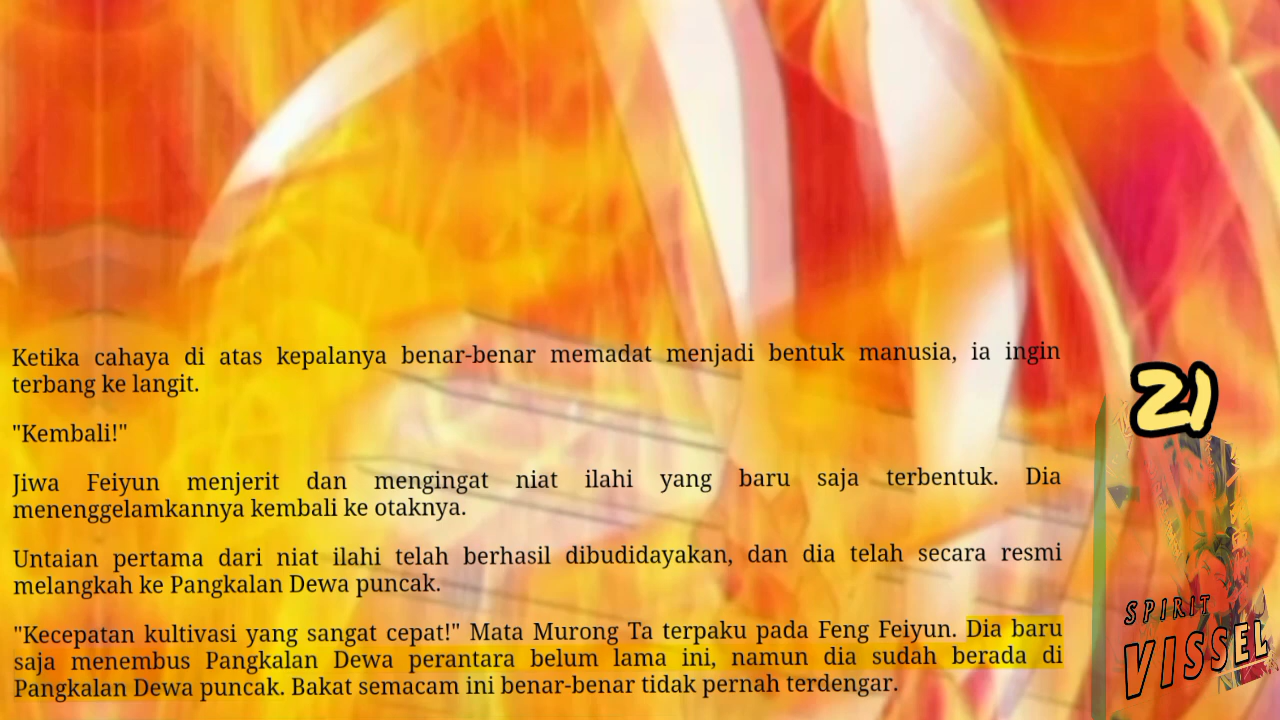 Ketika cahaya di atas kepalanya benar-benar memadat menjadi bentuk manusia, ia ingin
terbang ke langit.
"Kembali!"
Jiwa Feiyun menjerit dan mengingat niat ilahi yang baru saja terbentuk. Dia
menenggelamkannya kembali ke otaknya.
Untaian pertama dari niat ilahi telah berhasil dibudidayakan, dan dia telah secara resmi
melangkah ke Pangkalan Dewa puncak.
"Kecepatan kultivasi yang sangat cepat!" Mata Murong Ta terpaku pada Feng Feiyun. Dia baru
saja menembus Pangkalan Dewa perantara belum lama ini, namun dia sudah berada di
Pangkalan Dewa puncak. Bakat semacam ini benar-benar tidak pernah terdengar.
21
SPIRIT
VISSEL